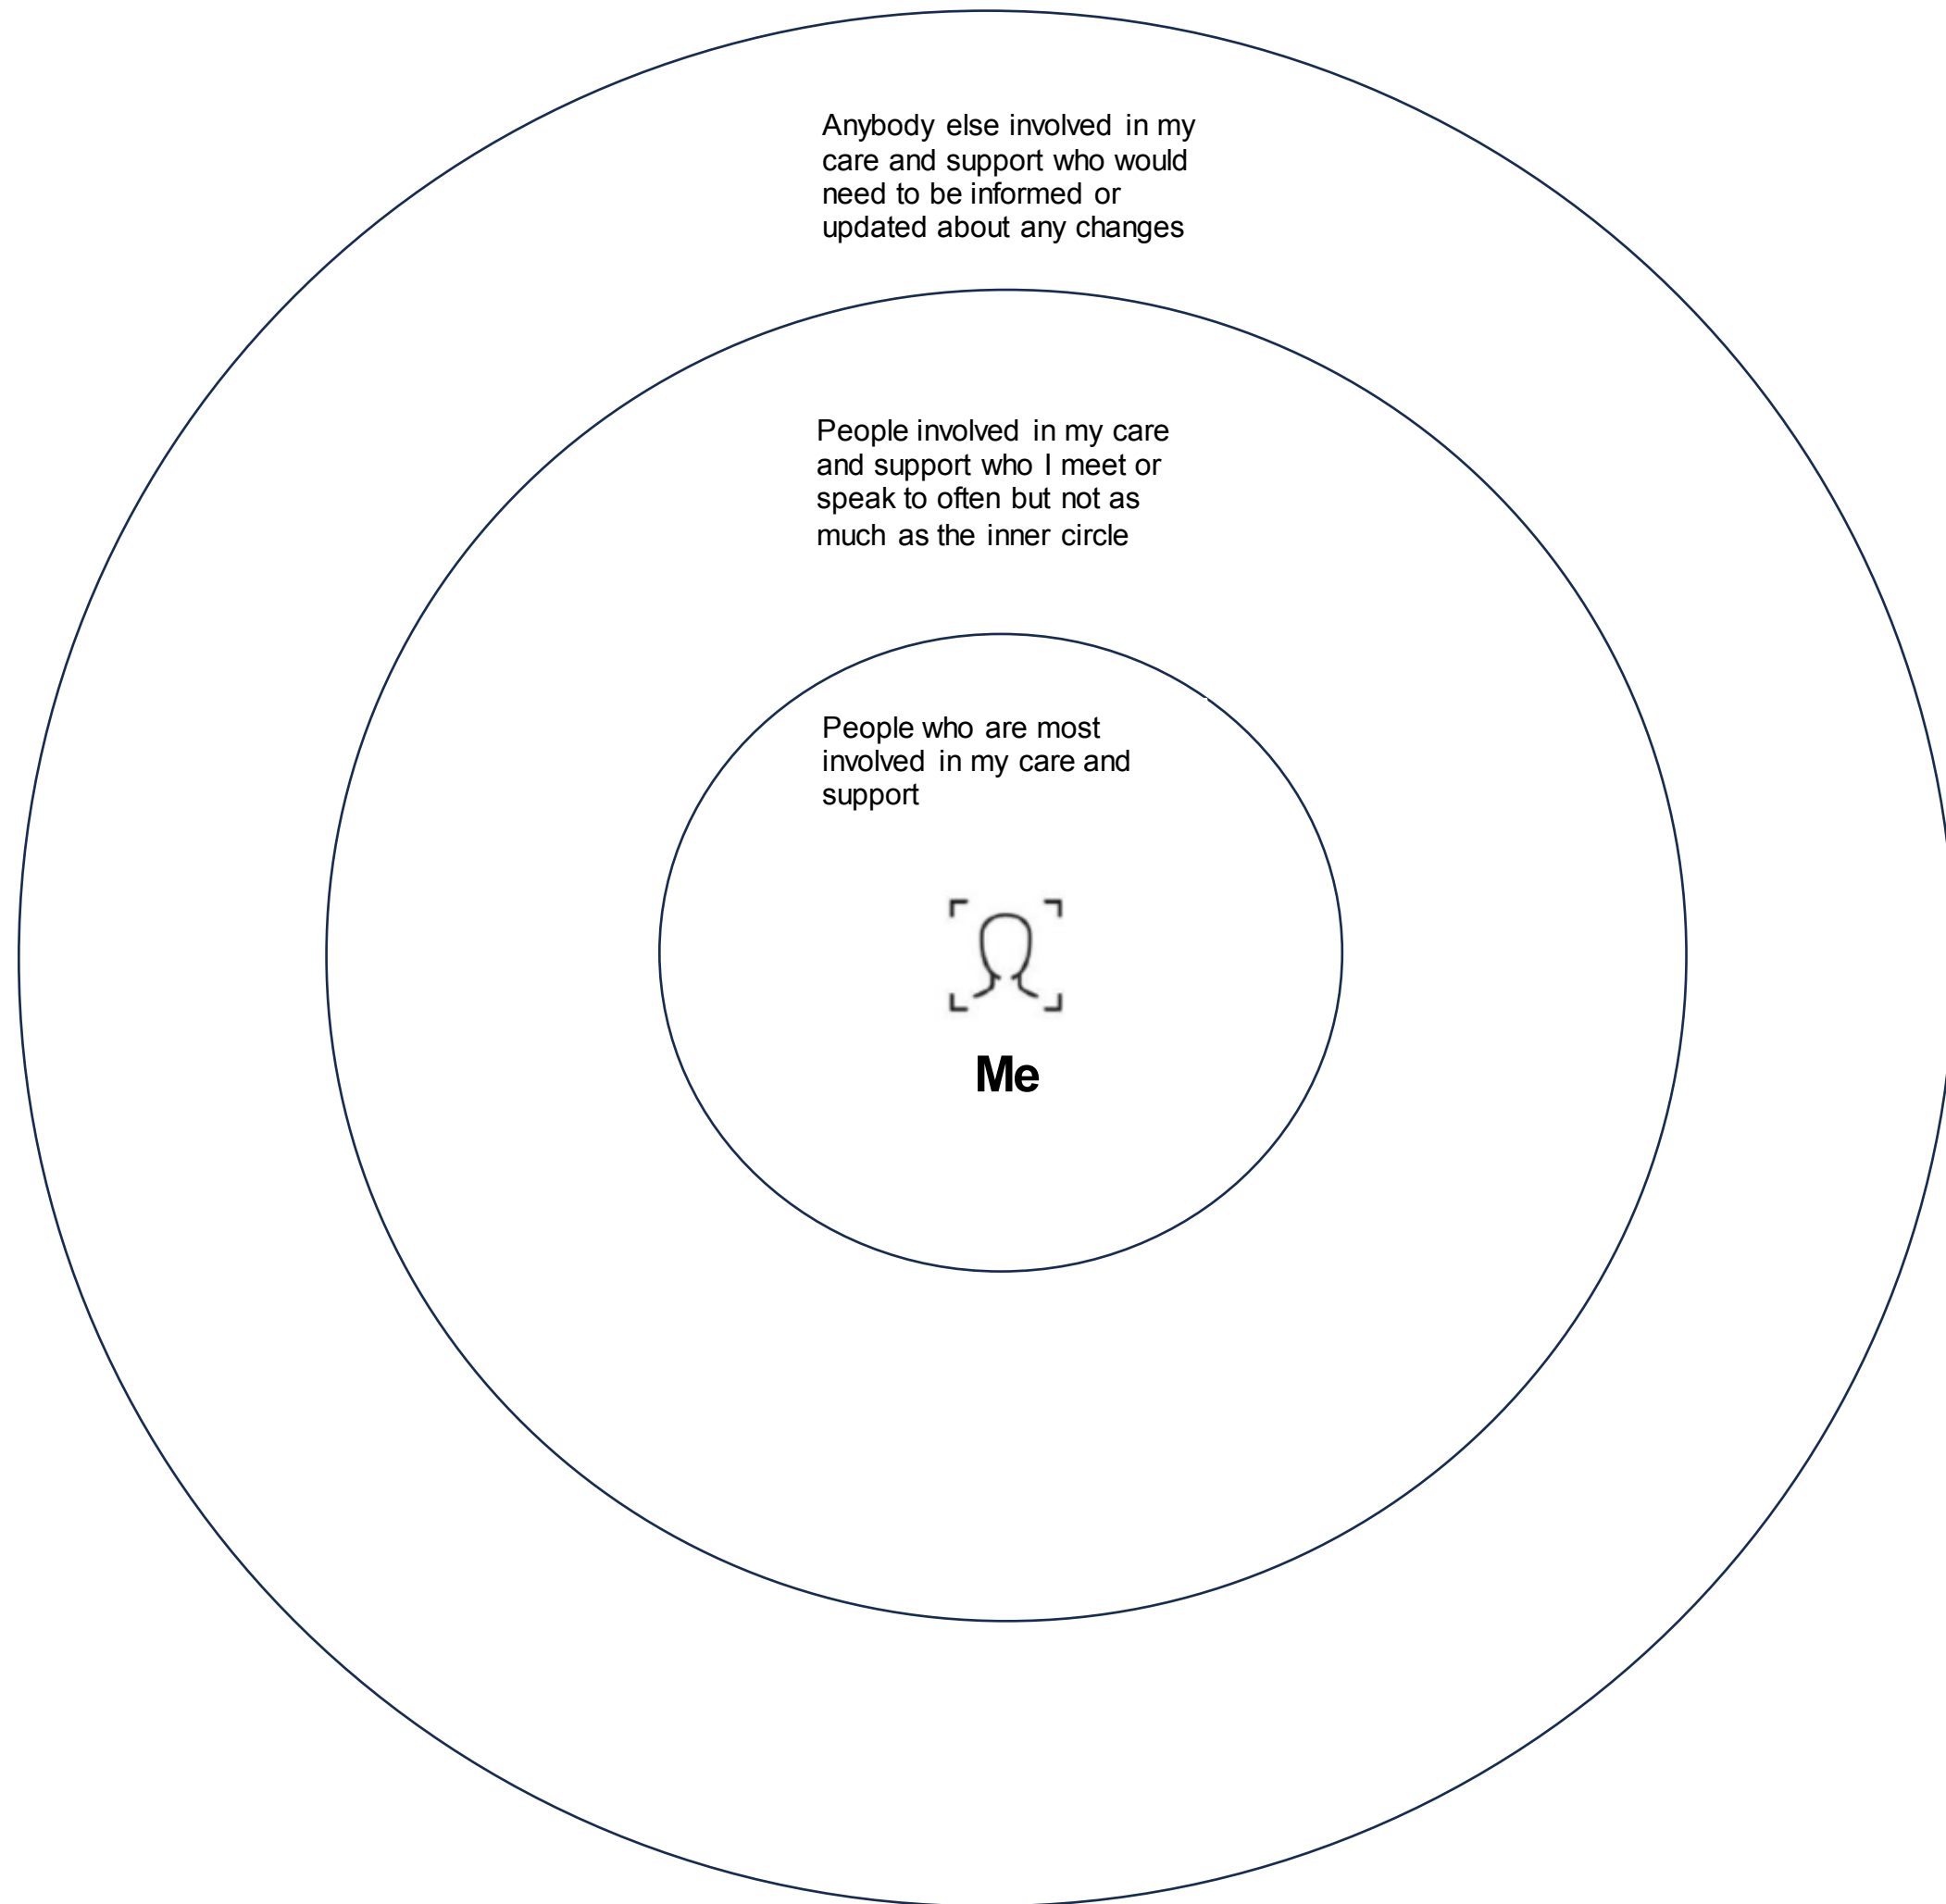 Anybody else involved in my
care and support who would
need to be informed or
updated about any changes
People involved in my care
and support who I meet or
speak to often but not as
much as the inner circle
People who are most
involved in my care and
support
Me